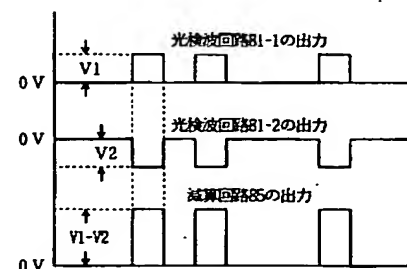 光検波回路81-1の出力
V1
0 V
光検波回路81-2の出力
0 V
V2
減算回路85の出力
V1-V2
0 V